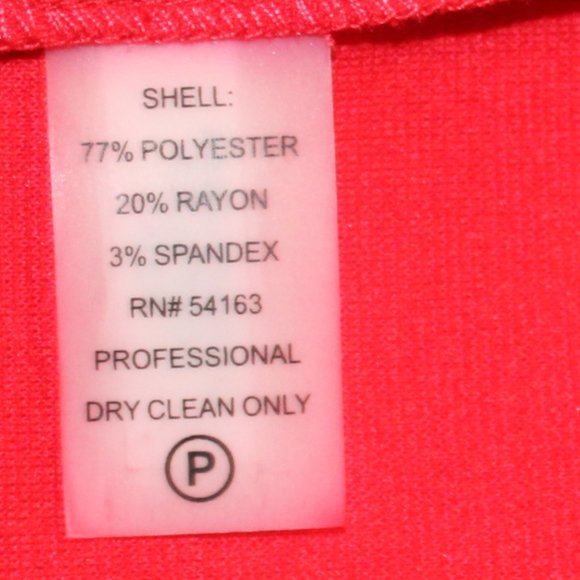 SHELL:
77% POLYESTER
20% RAYON
3% SPANDEX
RN# 54163
PROFESSIONAL
DRY CLEAN ONLY
P